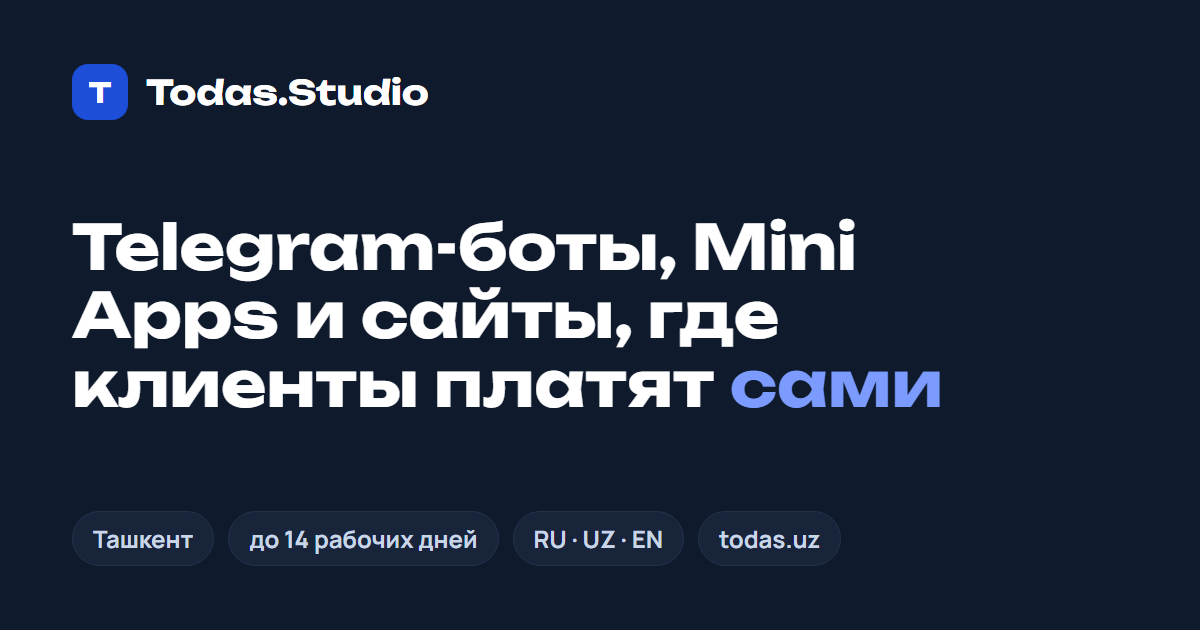 T Todas.Studio
Telegram-боты, Mini
Apps и сайты, где
клиенты платят сами
Ташкент
до 14 рабочих дней
RU · UZ · EN
todas.uz